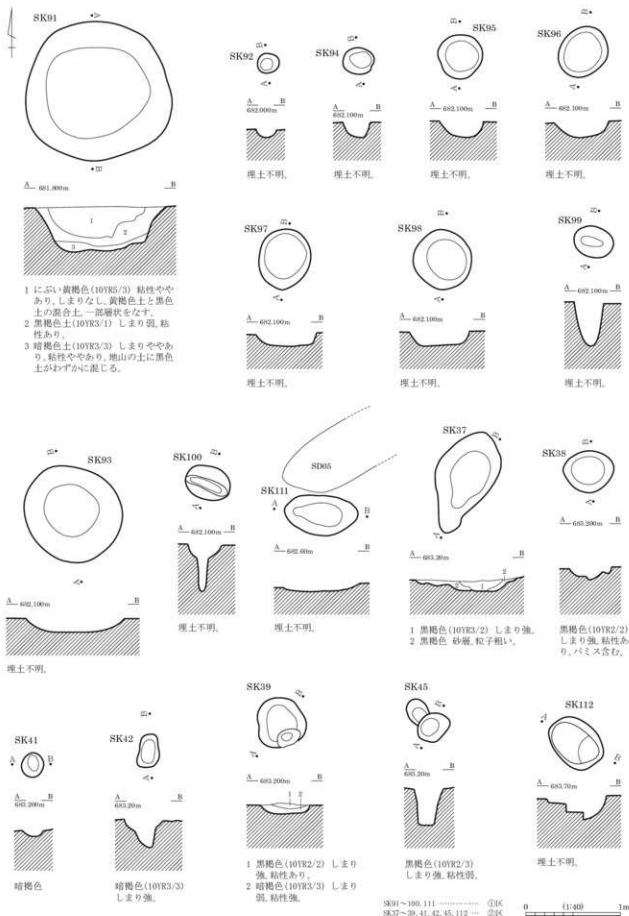 SK91
A
B
A 681.800m B
1
2
3
1 にぶい黄褐色(10YR5/3) 粘性やや
あり、しまりなし、黄褐色土と黒色
土の混合土。一部層状をなす。
2 黒褐色土(10YR3/1) しまり弱、粘
性あり。
3 暗褐色土(10YR3/3) しまりややあ
り、粘性ややあり、地山の土に黒色
土がわずかに混じる。
SK92
B
A
A B
682.000m
埋土不明。
SK94
B
A
A B
682.100m
埋土不明。
SK95
B
A
A B
682.100m
埋土不明。
SK96
B
A
A B
682.100m
埋土不明。
SK97
B
A
A 682.100m B
埋土不明。
SK98
B
A
A 682.100m B
埋土不明。
SK99
B
A
A B
682.100m
埋土不明。
SK93
B
A
A 682.100m B
埋土不明。
SK100
B
A
A B
682.100m
埋土不明。
SD05
SK111
A B
A 682.60m B
埋土不明。
SK37
B
A
A 683.20m B
2
2 1
1 黒褐色(10YR3/2) しまり強。
2 黒褐色 砂層、粒子粗い。
SK38
B
A
A B
683.200m
黒褐色(10YR2/2)
しまり強、粘性あ
り、パミス含む。
SK41
A B
A B
683.200m
暗褐色
SK42
B
A
A B
683.20m
暗褐色(10YR3/3)
しまり強。
SK39
B
A
A B
683.200m
1 2
1 黒褐色(10YR2/2) しまり
強、粘性あり。
2 暗褐色(10YR3/3) しまり
弱、粘性強。
SK45
B
A
A B
683.20m
黒褐色(10YR2/3)
しまり強、粘性弱。
SK112
A
B
A 683.70m B
埋土不明。
SK91～100、111 ………… ①区
SK37～39、41、42、45、112 … ②区
0 (1:40) 1m